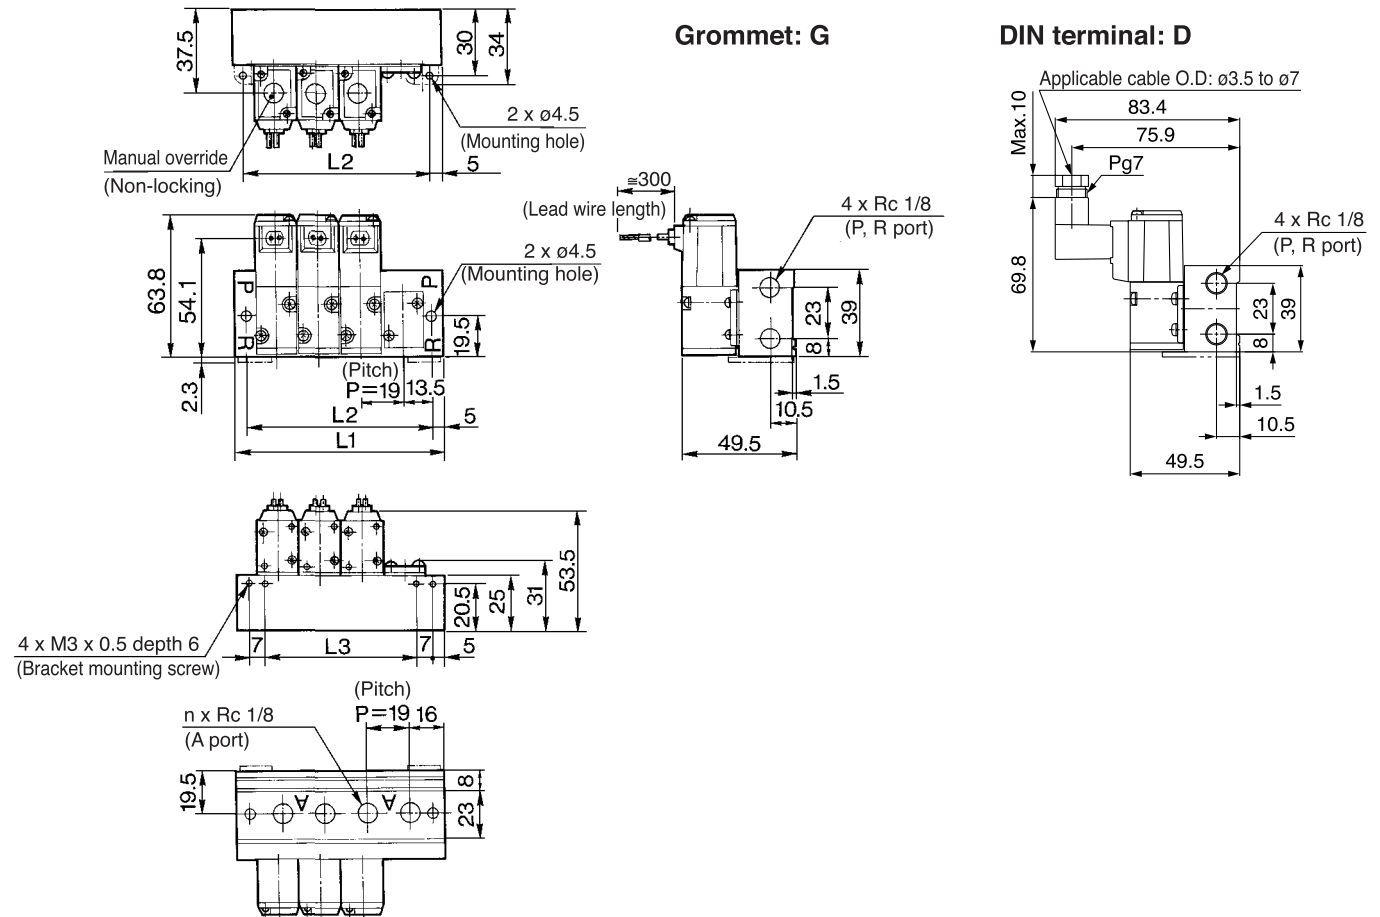 Grommet: G
DIN terminal: D
37.5
30
34
2 x ø4.5
(Mounting hole)
Manual override
(Non-locking)
L2
5
63.8
54.1
P
P
R
R
2 x ø4.5
(Mounting hole)
19.5
2.3
(Pitch)
P=19
13.5
L2
5
L1
≅300
(Lead wire length)
4 x Rc 1/8
(P, R port)
23
39
8
1.5
10.5
49.5
Applicable cable O.D: ø3.5 to ø7
Max.10
83.4
75.9
Pg7
4 x Rc 1/8
(P, R port)
69.8
23
39
8
1.5
10.5
49.5
53.5
31
25
20.5
4 x M3 x 0.5 depth 6
(Bracket mounting screw)
7
L3
7
5
(Pitch)
P=19
16
n x Rc 1/8
(A port)
19.5
A
A
8
23